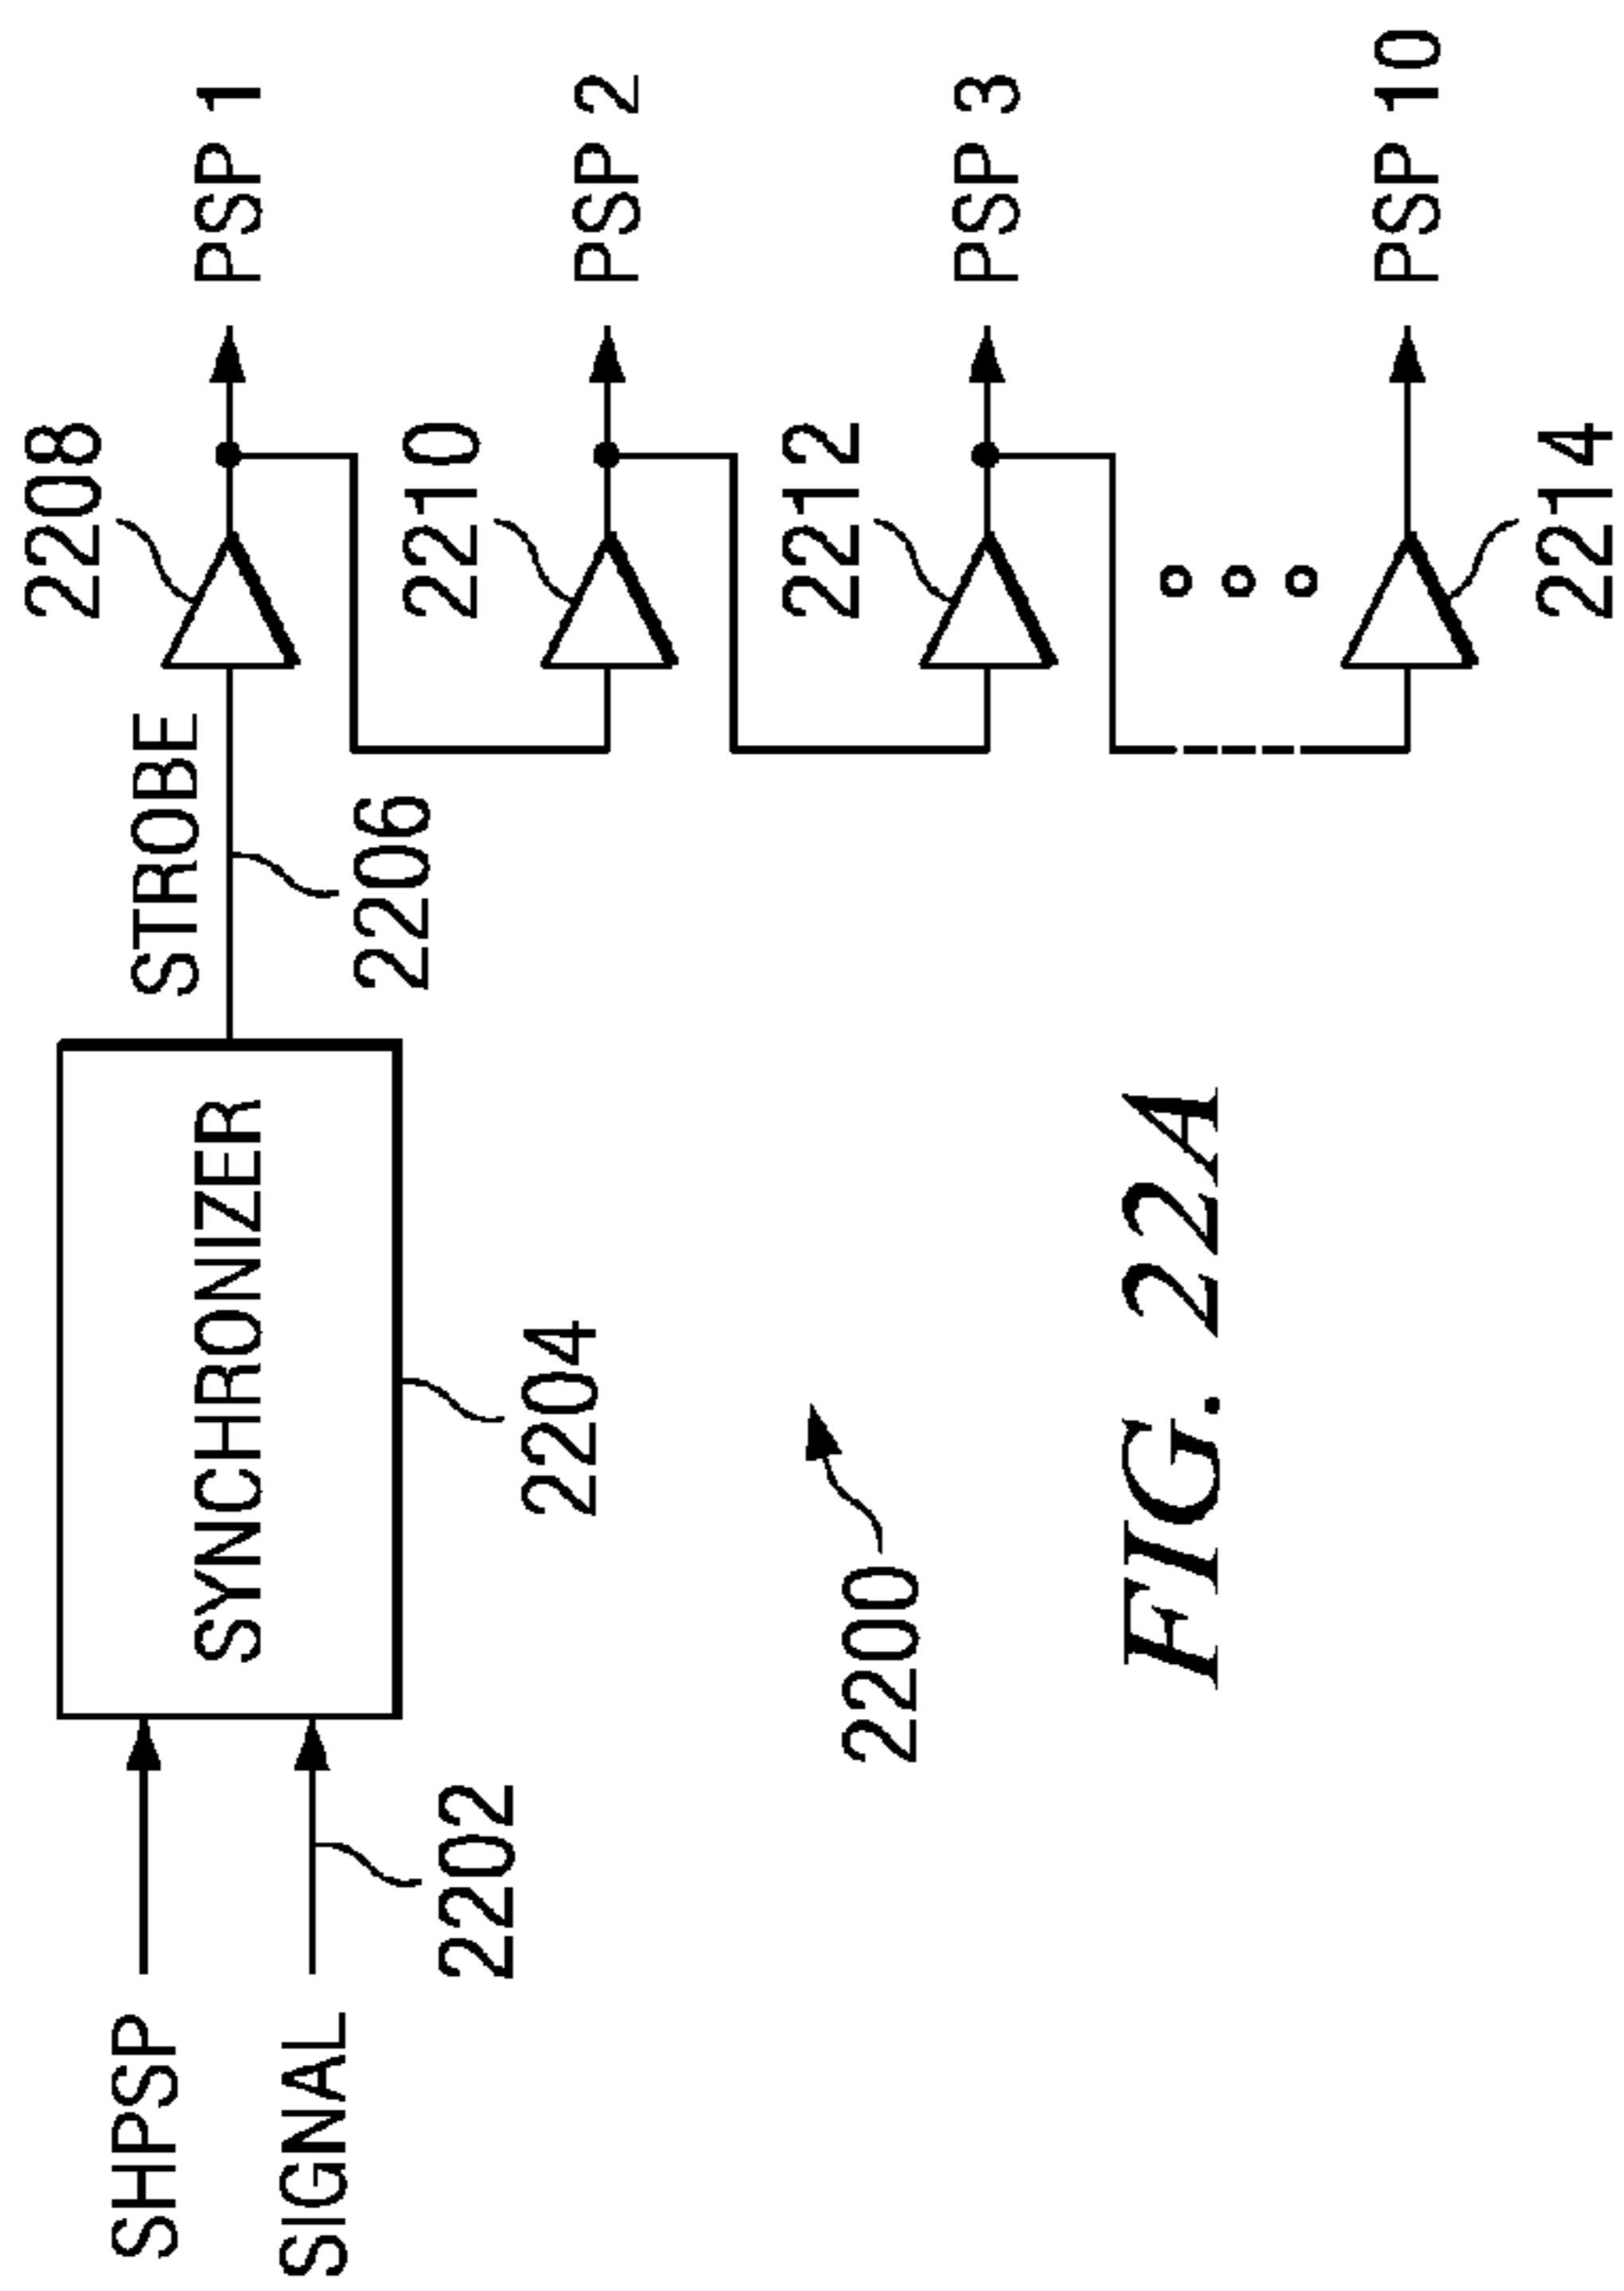 2208
PSP 1
STROBE
SHPSP
SYNCHRONIZER
SIGNAL
2206
2202
2204
2210
PSP 2
2212
PSP 3
2200
FIG. 22A
PSP 10
2214